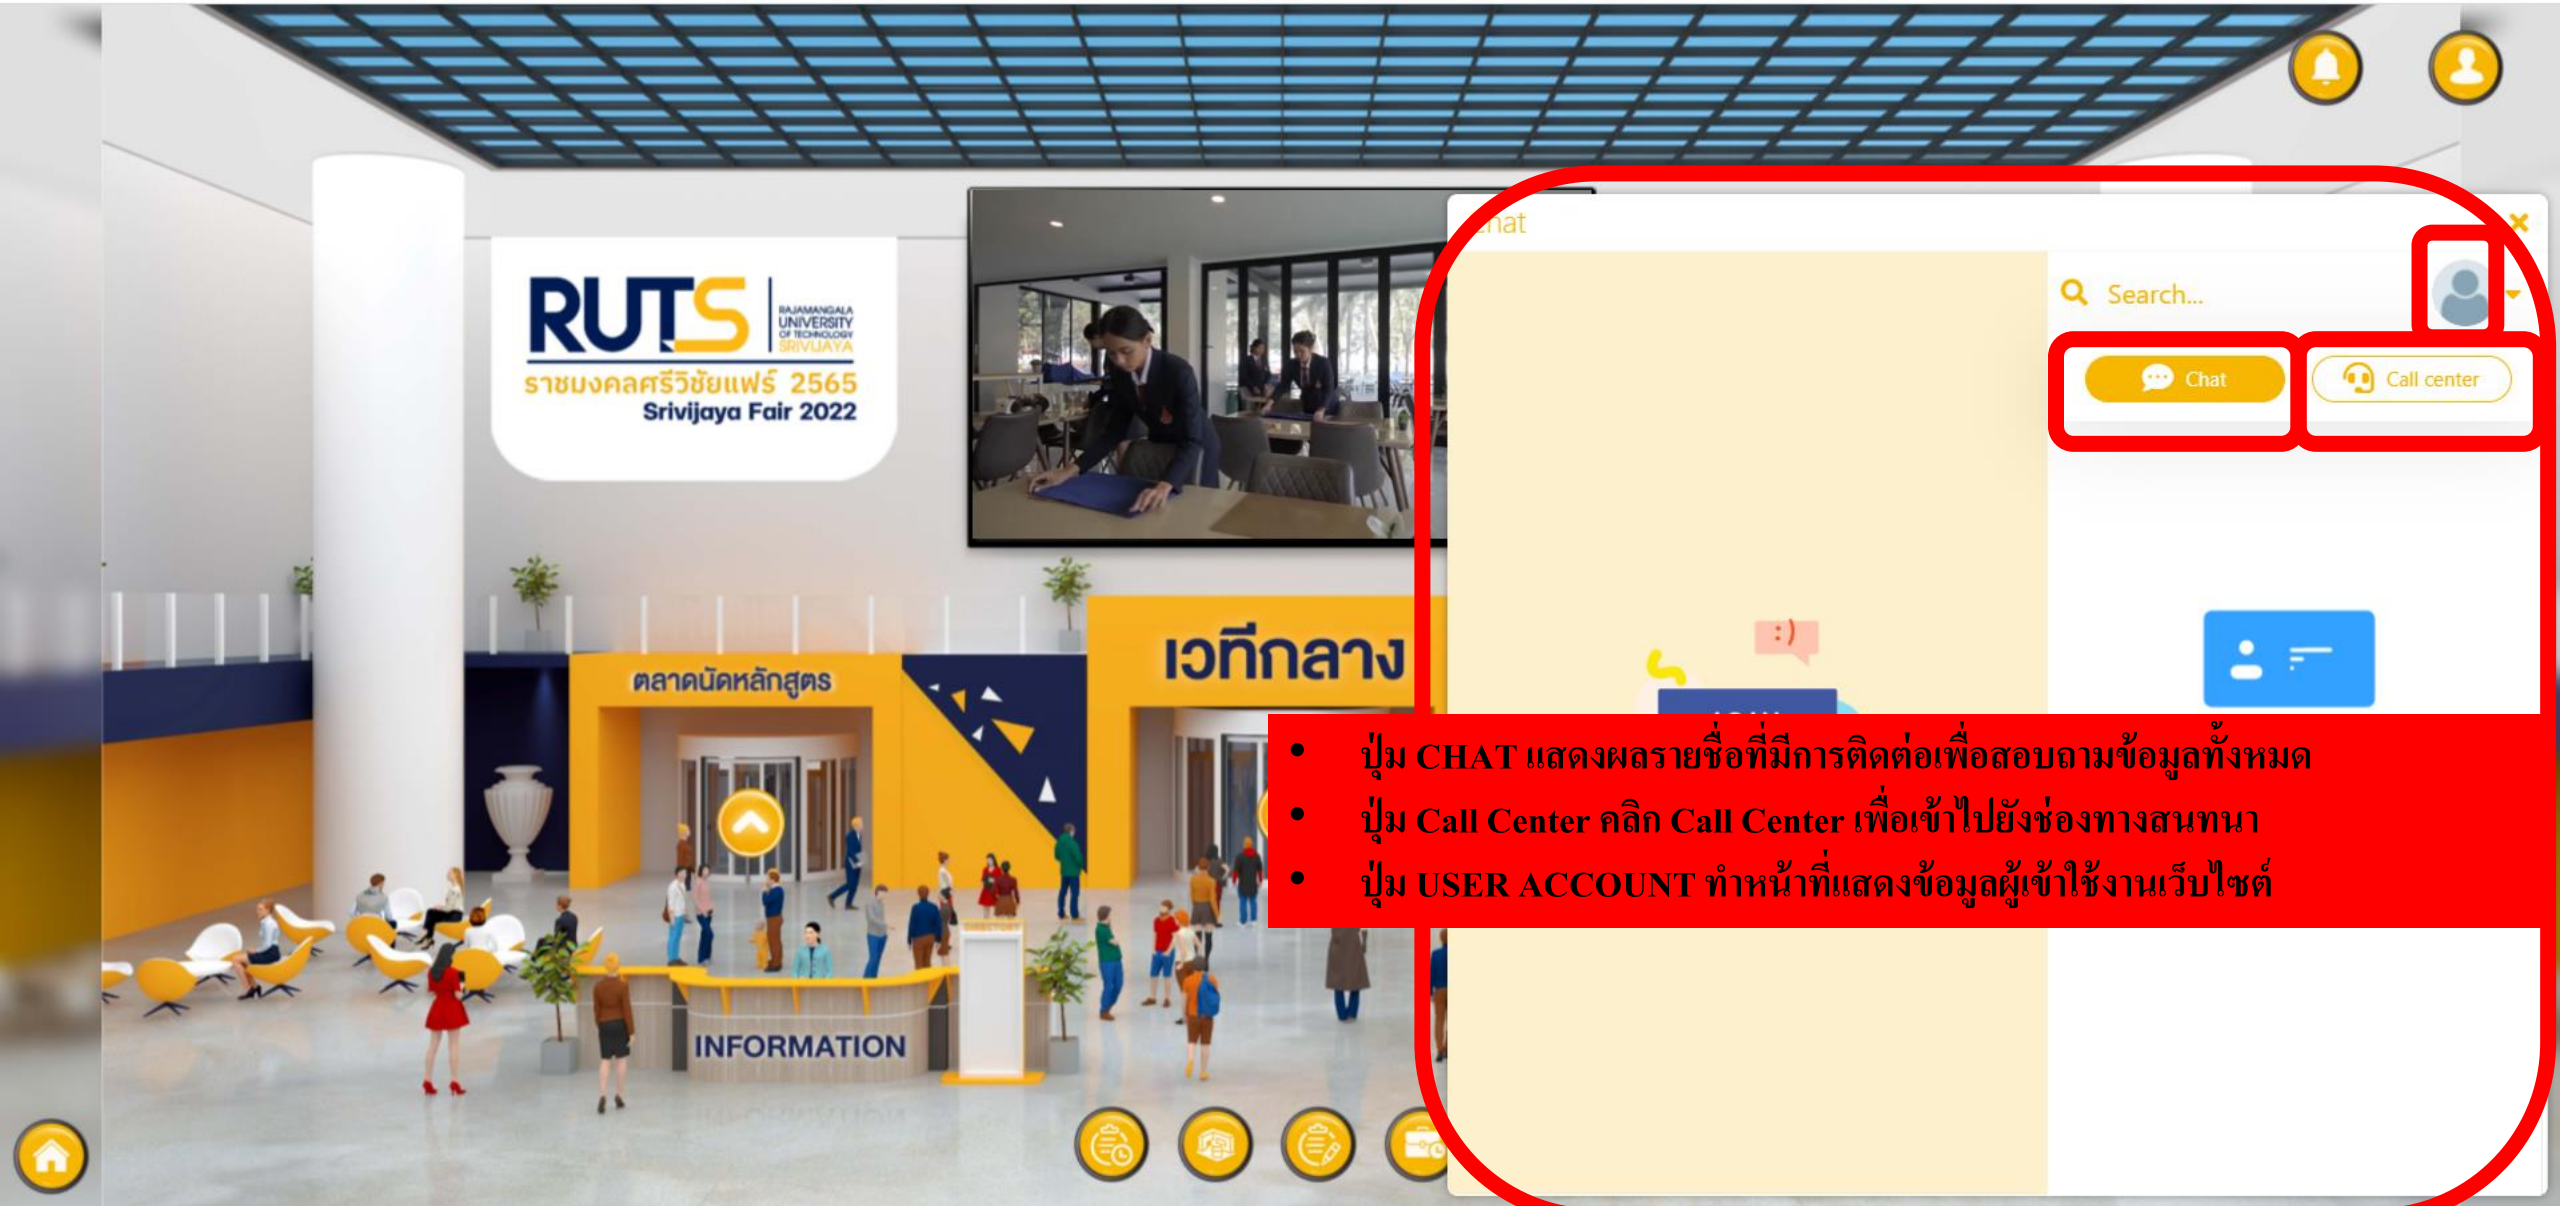 RUTS
RAJAMANGALA
UNIVERSITY
OF TECHNOLOGY
SRIVIJAYA
ราชมงคลศรีวิชัยแฟร์ 2565
Srivijaya Fair 2022
Search...
Chat
Call center
:)
ตลาดนัดหลักสูตร
เวทีกลาง
• ปุ่ม CHAT แสดงผลรายชื่อที่มีการติดต่อเพื่อสอบถามข้อมูลทั้งหมด
• ปุ่ม Call Center คลิก Call Center เพื่อเข้าไปยังช่องทางสนทนา
• ปุ่ม USER ACCOUNT ทำหน้าที่แสดงข้อมูลผู้เข้าใช้งานเว็บไซต์
DIRECTORY
INFORMATION